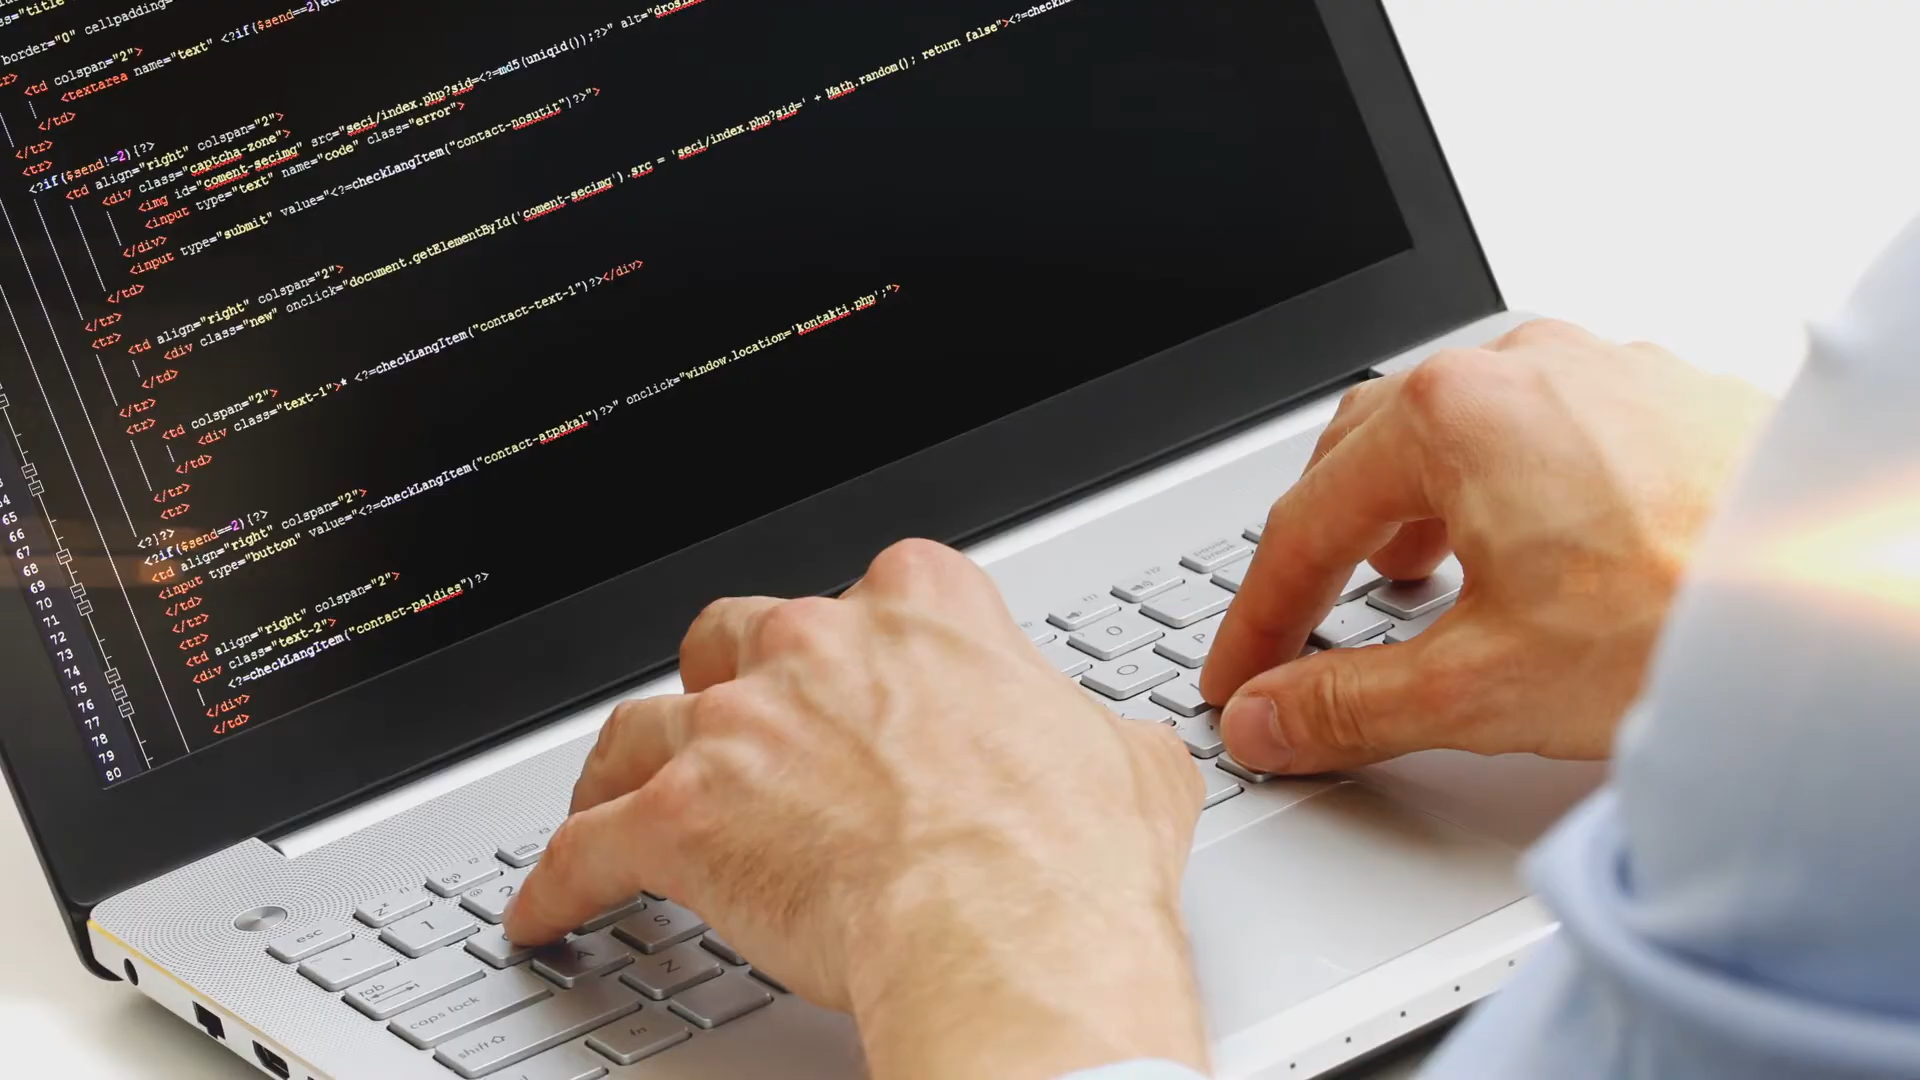 border="0" cellpadding=
<td colspan="2">
<textarea name="text" <?if($send==2)
</td>
</tr>
<tr>
<?if($send!=2){?>
<td align="right" colspan="2">
<div class="captcha-zone">
<img id="coment-secimg" src="seci/index.php?sid=<?=md5(uniqid());?>"
<input type="text" name="code" class="error">
</div>
<input type="submit" value="<?=checkLangItem("contact-nosutit")?>">
</td>
</tr>
<tr>
<td align="right" colspan="2">
<div class="new" onclick="document.getElementById('coment-secimg').src = 'seci/index.php?sid=' + Math.random(); return false"><?=
</td>
</tr>
<tr>
<td colspan="2">
<div class="text-1">* <?=checkLangItem("contact-text-1")?></div>
</td>
</tr>
<tr>
<?}?>
<?if($send==2){?>
<td align="right" colspan="2">
<input type="button" value="<?=checkLangItem("contact-atpakal")?>" onclick="window.location='kontakti.php';">
</td>
</tr>
<tr>
<td align="right" colspan="2">
<div class="text-2">
<?=checkLangItem("contact-paldies")?>
</div>
</td>
65
66
67
68
69
70
71
72
73
74
75
76
77
78
79
80
esc
1
2
tab
caps lock
shift
fn
A
S
Z
O
P
f1
f2
f3